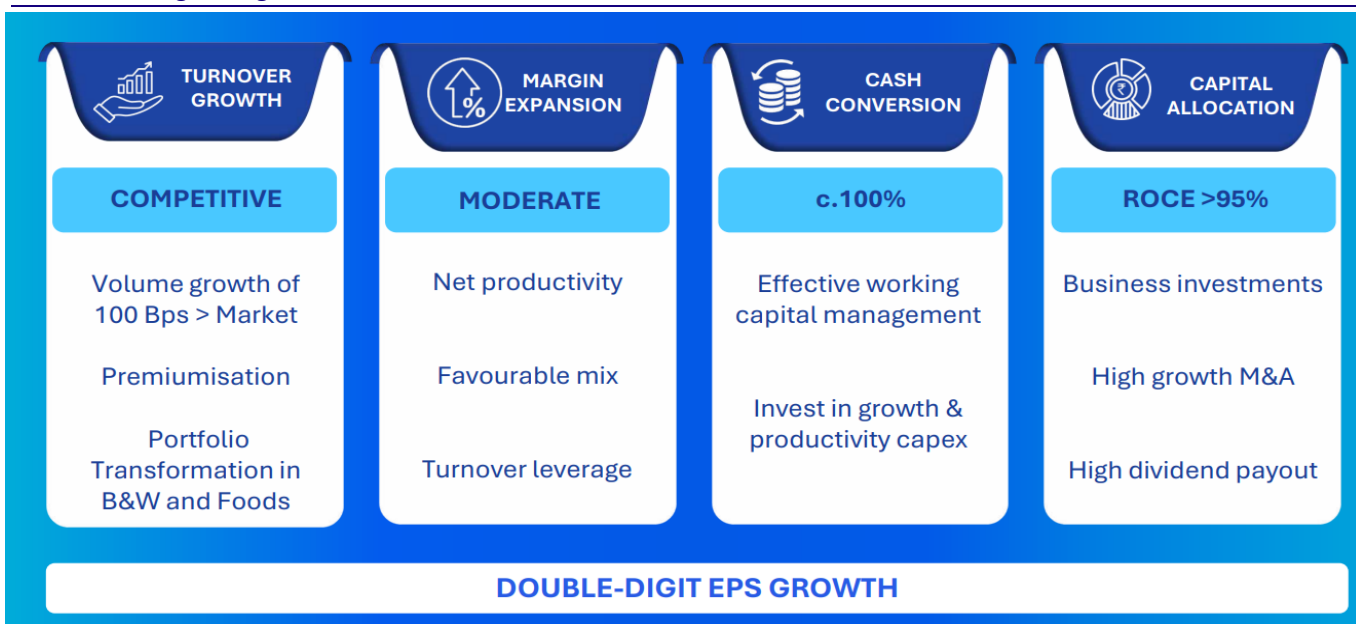 TURNOVER
GROWTH
COMPETITIVE
Volume growth of
100 Bps > Market
Premiumisation
Portfolio
Transformation in
B&W and Foods
%
MARGIN
EXPANSION
MODERATE
Net productivity
Favourable mix
Turnover leverage
CASH
CONVERSION
c.100%
Effective working
capital management
Invest in growth &
productivity capex
₹
CAPITAL
ALLOCATION
ROCE >95%
Business investments
High growth M&A
High dividend payout
DOUBLE-DIGIT EPS GROWTH